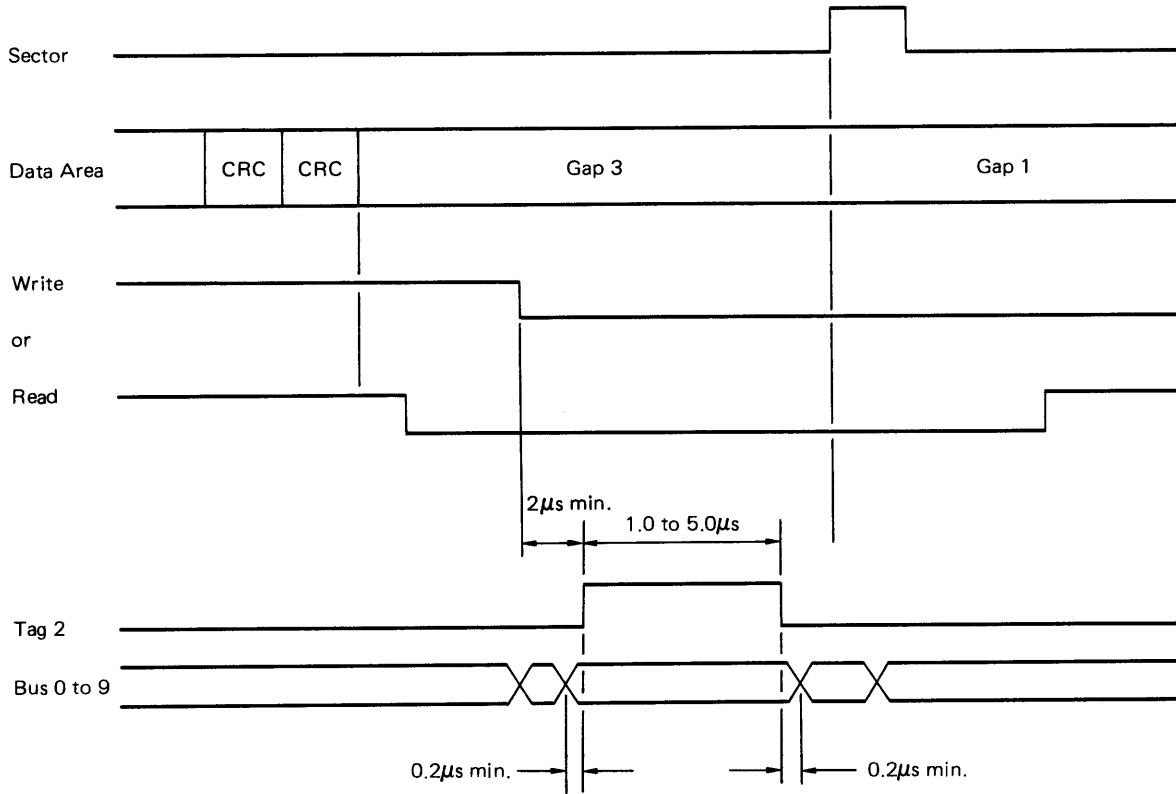 Sector
Data Area
CRC
CRC
Gap 3
Gap 1
Write
or
Read
2μs min.
1.0 to 5.0μs
Tag 2
Bus 0 to 9
0.2μs min.
0.2μs min.